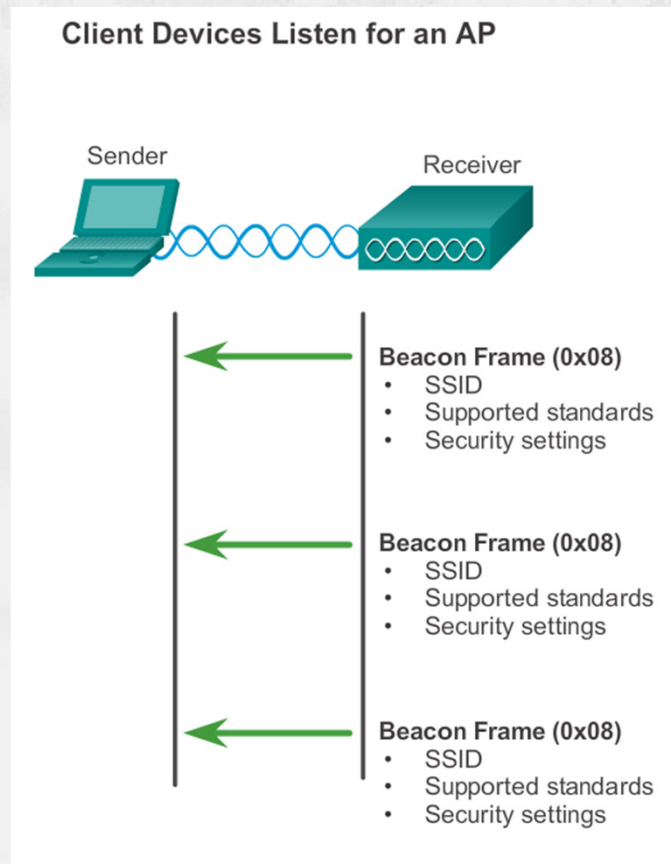 Client Devices Listen for an AP
Sender
Receiver
Beacon Frame (0x08)
• SSID
• Supported standards
• Security settings
Beacon Frame (0x08)
• SSID
• Supported standards
• Security settings
Beacon Frame (0x08)
• SSID
• Supported standards
• Security settings